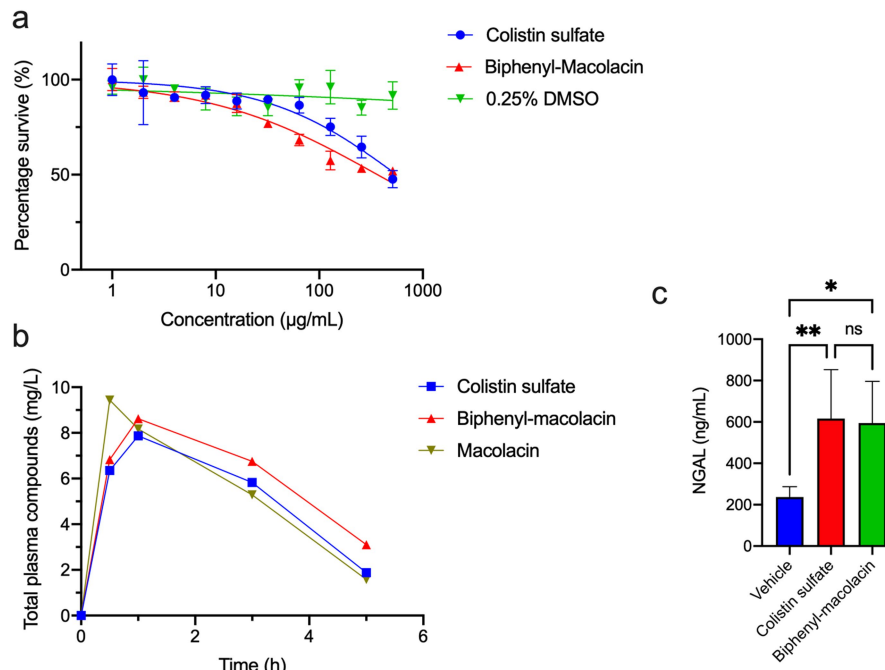 a
Percentage survive (%)
100
50
0
1
10
100
1000
Concentration (μg/mL)
Colistin sulfate
Biphenyl-Macolacin
0.25% DMSO
b
Total plasma compounds (mg/L)
10
8
6
4
2
0
0
2
4
6
Time (h)
Colistin sulfate
Biphenyl-macolacin
Macolacin
c
*
**
ns
NGAL (ng/mL)
1000
800
600
400
200
0
Vehicle
Colistin sulfate
Biphenyl-macolacin